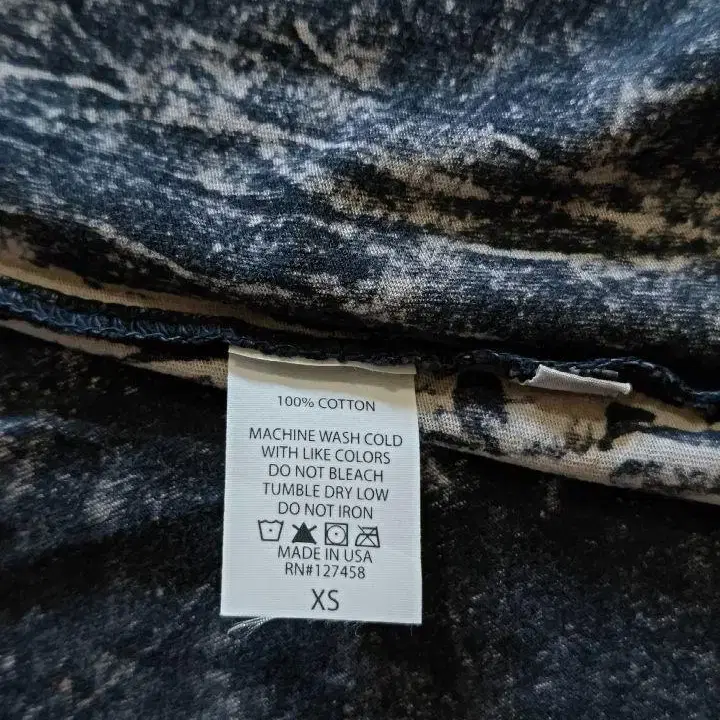 100% COTTON
MACHINE WASH COLD
WITH LIKE COLORS
DO NOT BLEACH
TUMBLE DRY LOW
DO NOT IRON
MADE IN USA
RN#127458
XS